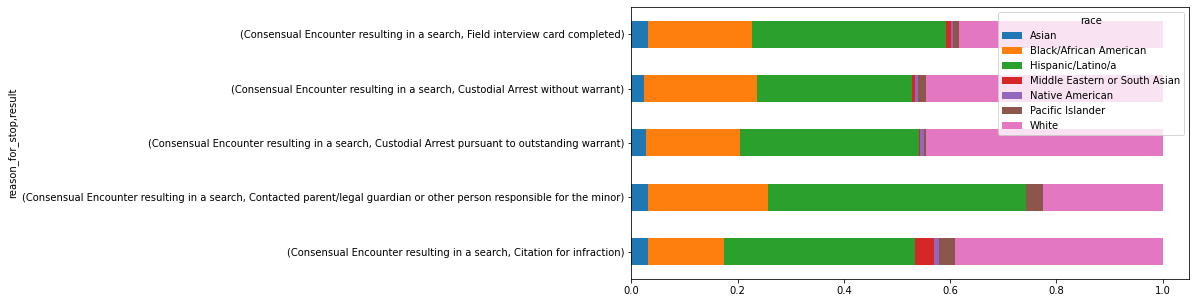 reason_for_stop,result
(Consensual Encounter resulting in a search, Field interview card completed)
(Consensual Encounter resulting in a search, Custodial Arrest without warrant)
(Consensual Encounter resulting in a search, Custodial Arrest pursuant to outstanding warrant)
(Consensual Encounter resulting in a search, Contacted parent/legal guardian or other person responsible for the minor)
(Consensual Encounter resulting in a search, Citation for infraction)
race
Asian
Black/African American
Hispanic/Latino/a
Middle Eastern or South Asian
Native American
Pacific Islander
White
0.0 0.2 0.4 0.6 0.8 1.0